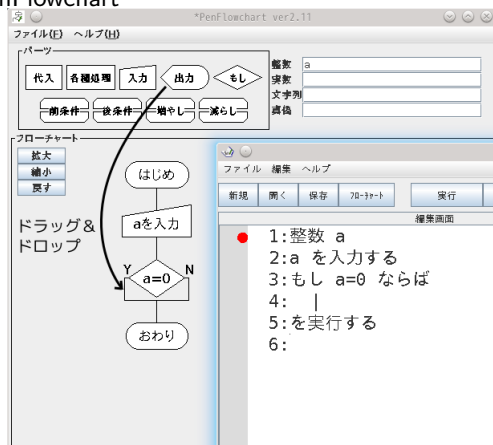 PenFlowchart
*PenFlowchart ver2.11
ファイル(F) ヘルプ(H)
パーツ
代入 各種処理 入力 出力 もし
前条件 後条件 増やし 減らし
整数 a
実数
文字列
真偽
フローチャート
拡大
縮小
戻す
はじめ
aを入力
Y a=0 N
おわり
ドラッグ&
ドロップ
ファイル 編集 ヘルプ
新規 開く 保存 フローチャート 実行
編集画面
1:整数 a
2:a を入力する
3:もし a=0 ならば
4: |
5:を実行する
6: